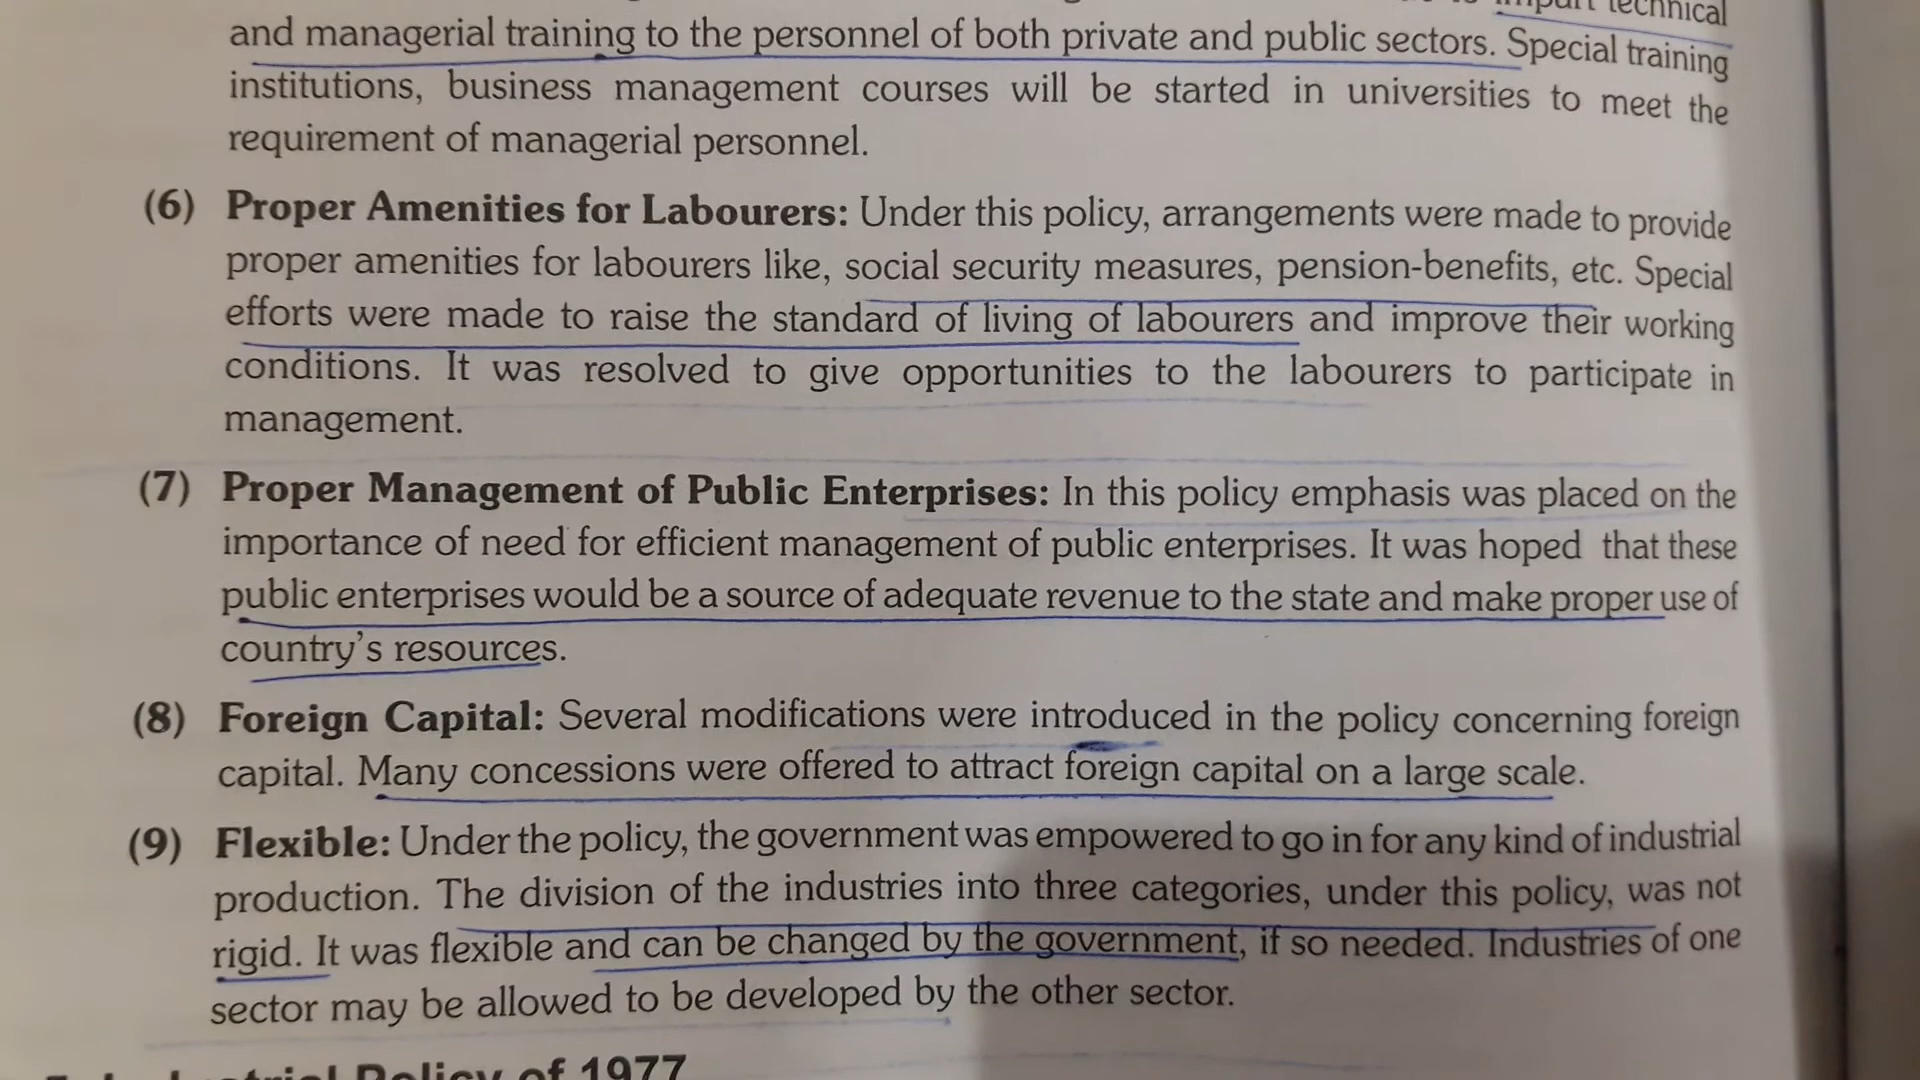 impart technical
and managerial training to the personnel of both private and public sectors. Special training
institutions, business management courses will be started in universities to meet the
requirement of managerial personnel.
(6) Proper Amenities for Labourers: Under this policy, arrangements were made to provide
proper amenities for labourers like, social security measures, pension-benefits, etc. Special
efforts were made to raise the standard of living of labourers and improve their working
conditions. It was resolved to give opportunities to the labourers to participate in
management.
(7) Proper Management of Public Enterprises: In this policy emphasis was placed on the
importance of need for efficient management of public enterprises. It was hoped that these
public enterprises would be a source of adequate revenue to the state and make proper use of
country's resources.
(8) Foreign Capital: Several modifications were introduced in the policy concerning foreign
capital. Many concessions were offered to attract foreign capital on a large scale.
(9) Flexible: Under the policy, the government was empowered to go in for any kind of industrial
production. The division of the industries into three categories, under this policy, was not
rigid. It was flexible and can be changed by the government, if so needed. Industries of one
sector may be allowed to be developed by the other sector.
Industrial Policy of 1977